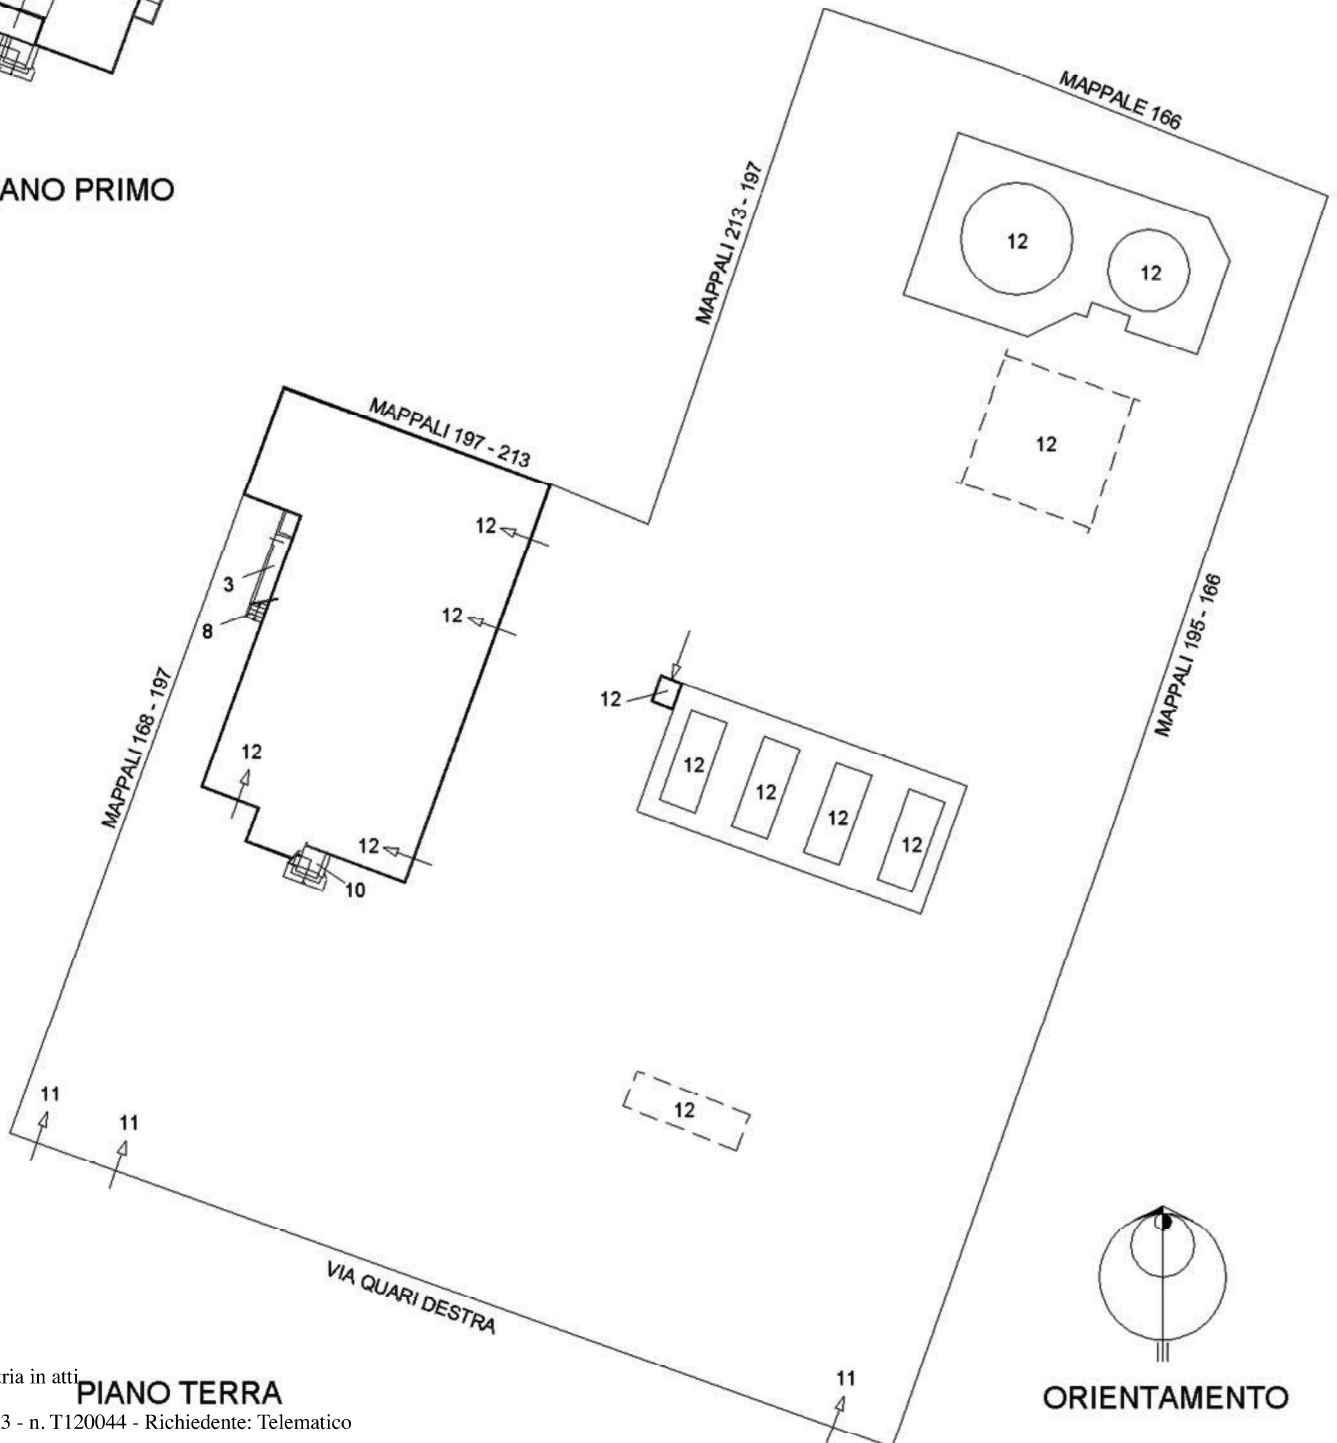 MAPPALE 166
ANO PRIMO
MAPPALI 213 - 197
12
12
MAPPALI 197 - 213
12
12
3
12
8
MAPPALI 195 - 166
MAPPALI 168 - 197
12
12
12
12
12
12
12
10
11
11
12
VIA QUARI DESTRA
11
ria in atti
PIANO TERRA
ORIENTAMENTO
3 - n. T120044 - Richiedente: Telematico